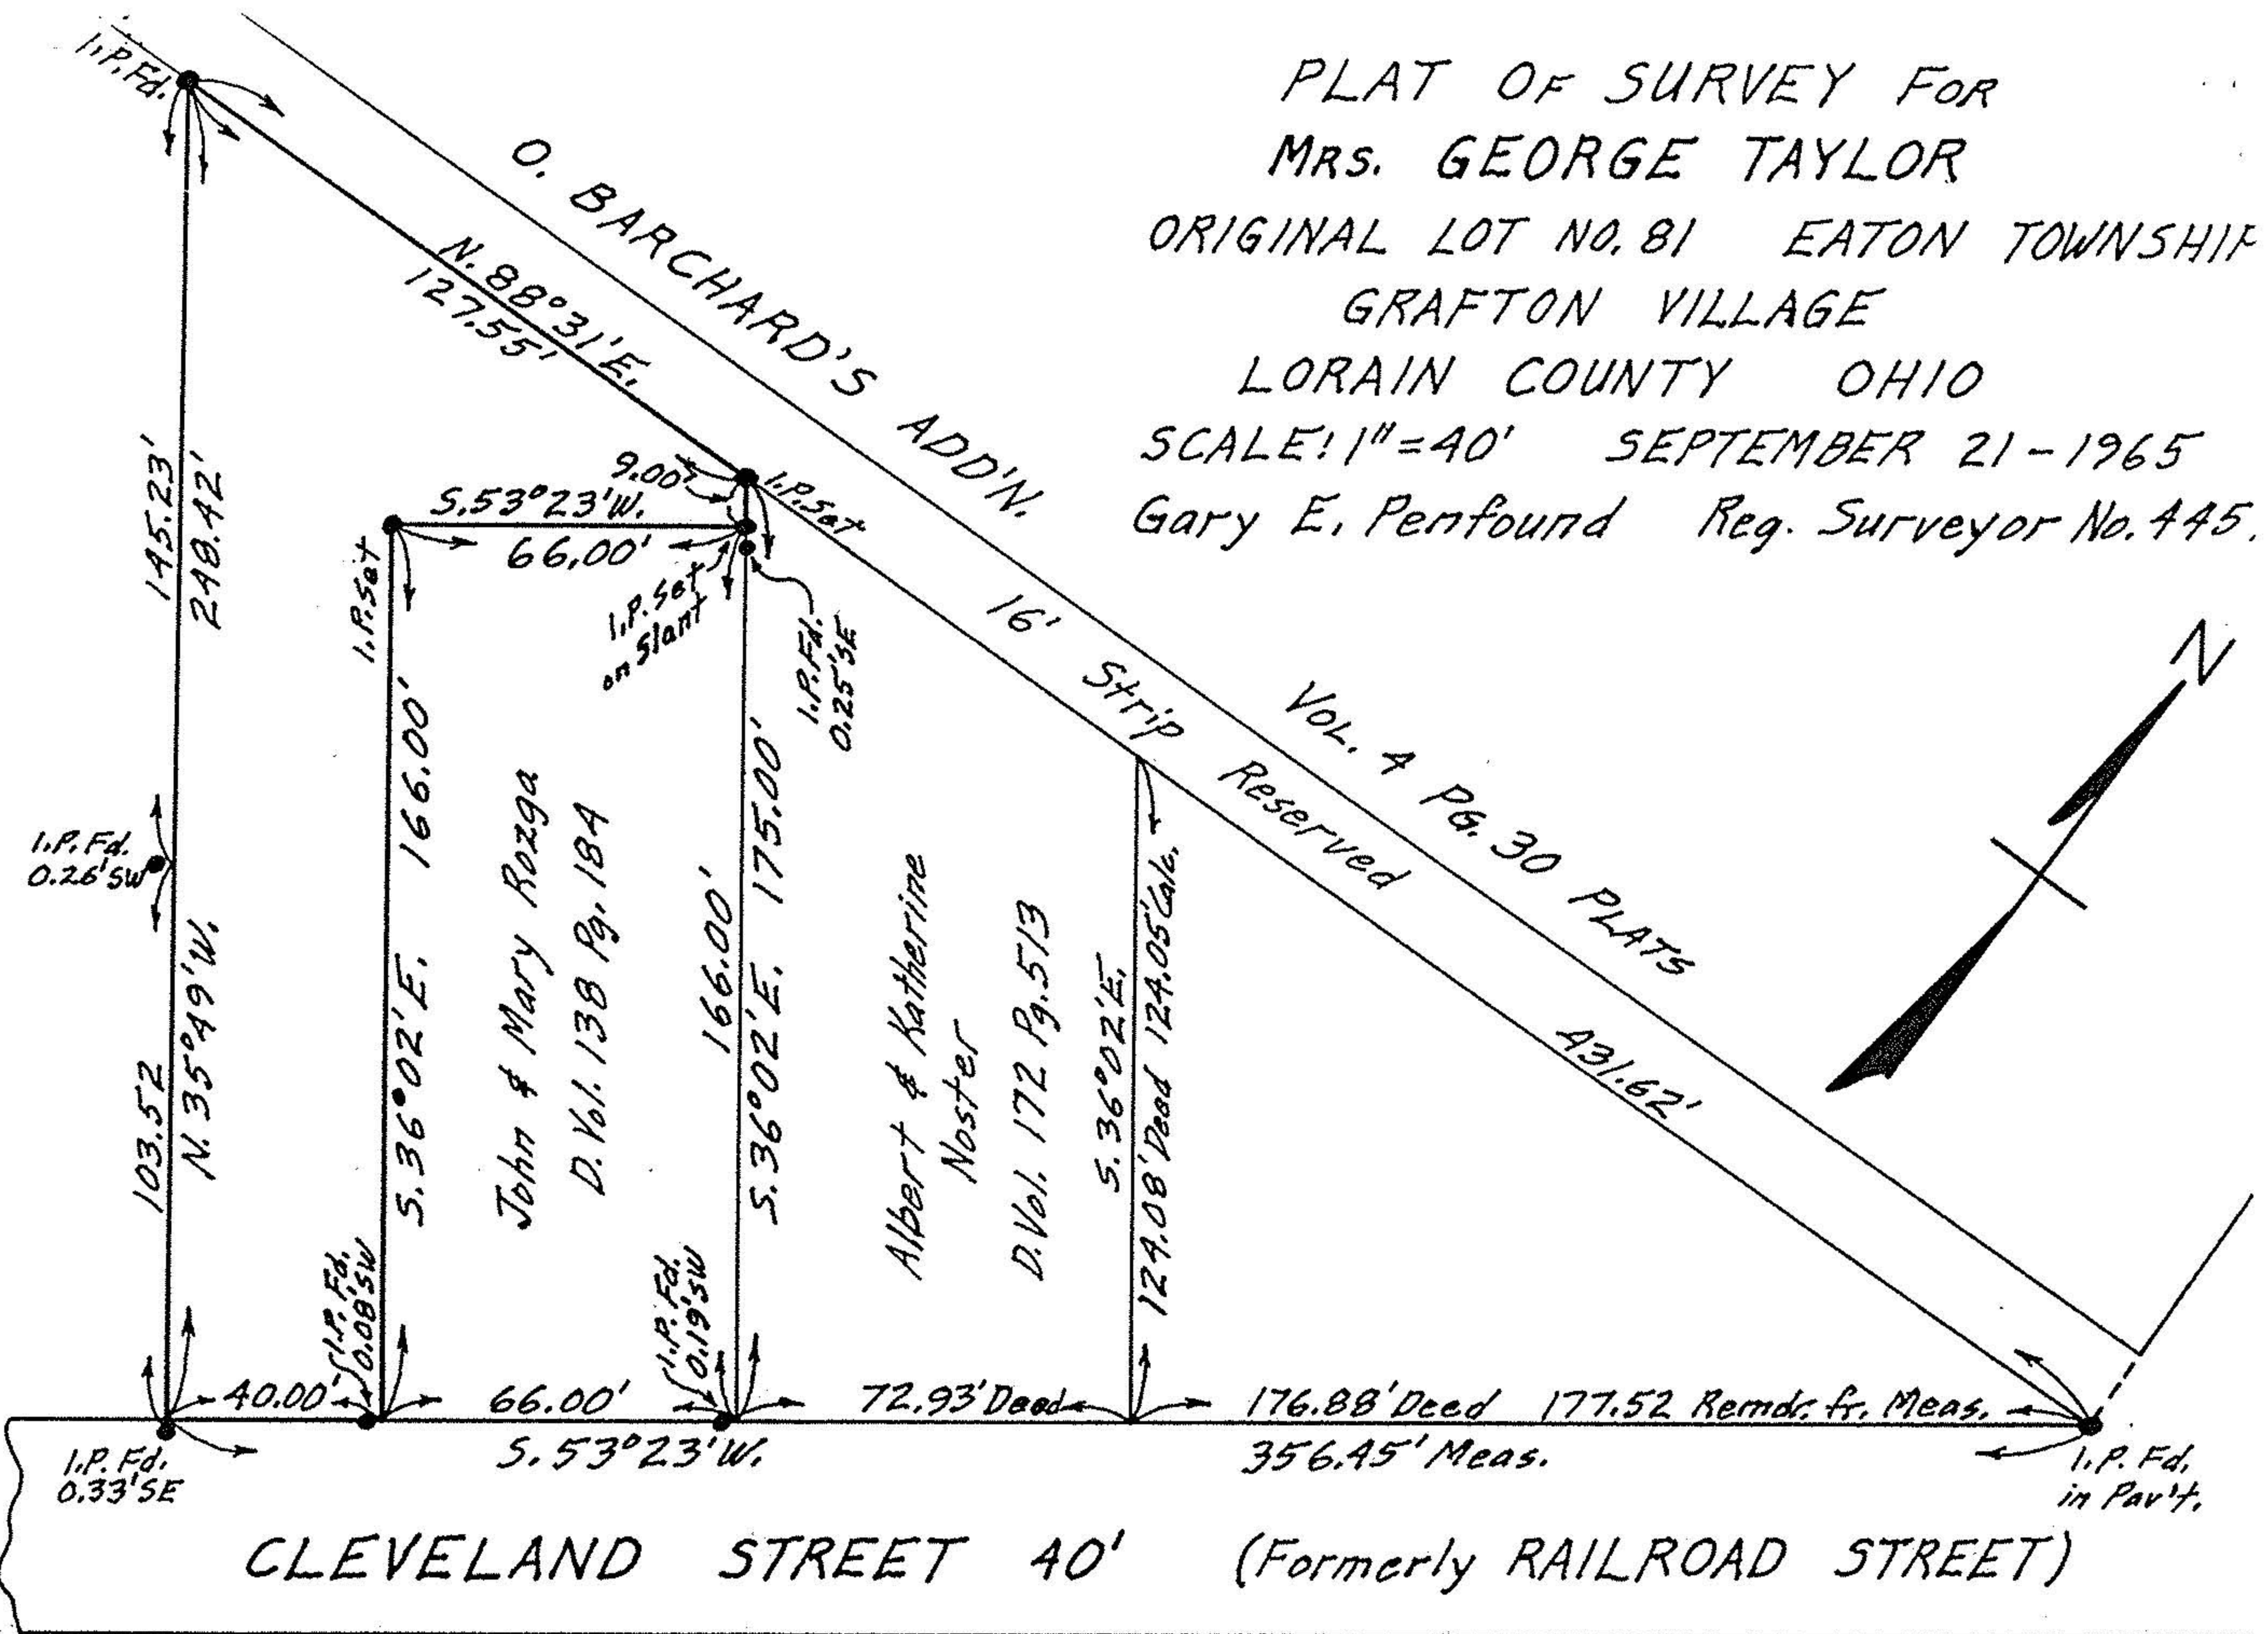 PLAT OF SURVEY FOR
MRS. GEORGE TAYLOR
ORIGINAL LOT NO. 81 EATON TOWNSHIP
GRAFTON VILLAGE
LORAIN COUNTY OHIO
SCALE: 1"=40' SEPTEMBER 21-1965
Gary E. Penfound Reg. Surveyor No. 445.
I.P. Fd.
O. BARCHARD'S ADD'N.
VOL. 4 PG. 30 PLATS
N. 88°31'E.
127.55'
16' Strip Reserved
431.62'
N
145.23'
248.42'
9.00'
I.P. Set
S. 53°23'W.
66.00'
I.P. Set
I.P. Set
on Slant
I.P. Fd.
0.25'SE
I.P. Fd.
0.26'SW
103.52
N. 35°49'W.
S. 36°02'E. 166.00'
John & Mary Rozga
D. Vol. 138 Pg. 184
166.00'
S. 36°02'E. 175.00'
Albert & Katherine
Noster
D. Vol. 172 Pg. 513
S. 36°02'E.
124.08' Deed 124.05' Calc.
I.P. Fd.
0.08'SW
I.P. Fd.
0.19'SW
40.00' 66.00' 72.93' Deed 176.88' Deed 177.52 Remdr. fr. Meas.
S. 53°23'W. 356.45' Meas.
I.P. Fd.
0.33'SE
I.P. Fd.
in Pav't.
CLEVELAND STREET 40' (Formerly RAILROAD STREET)